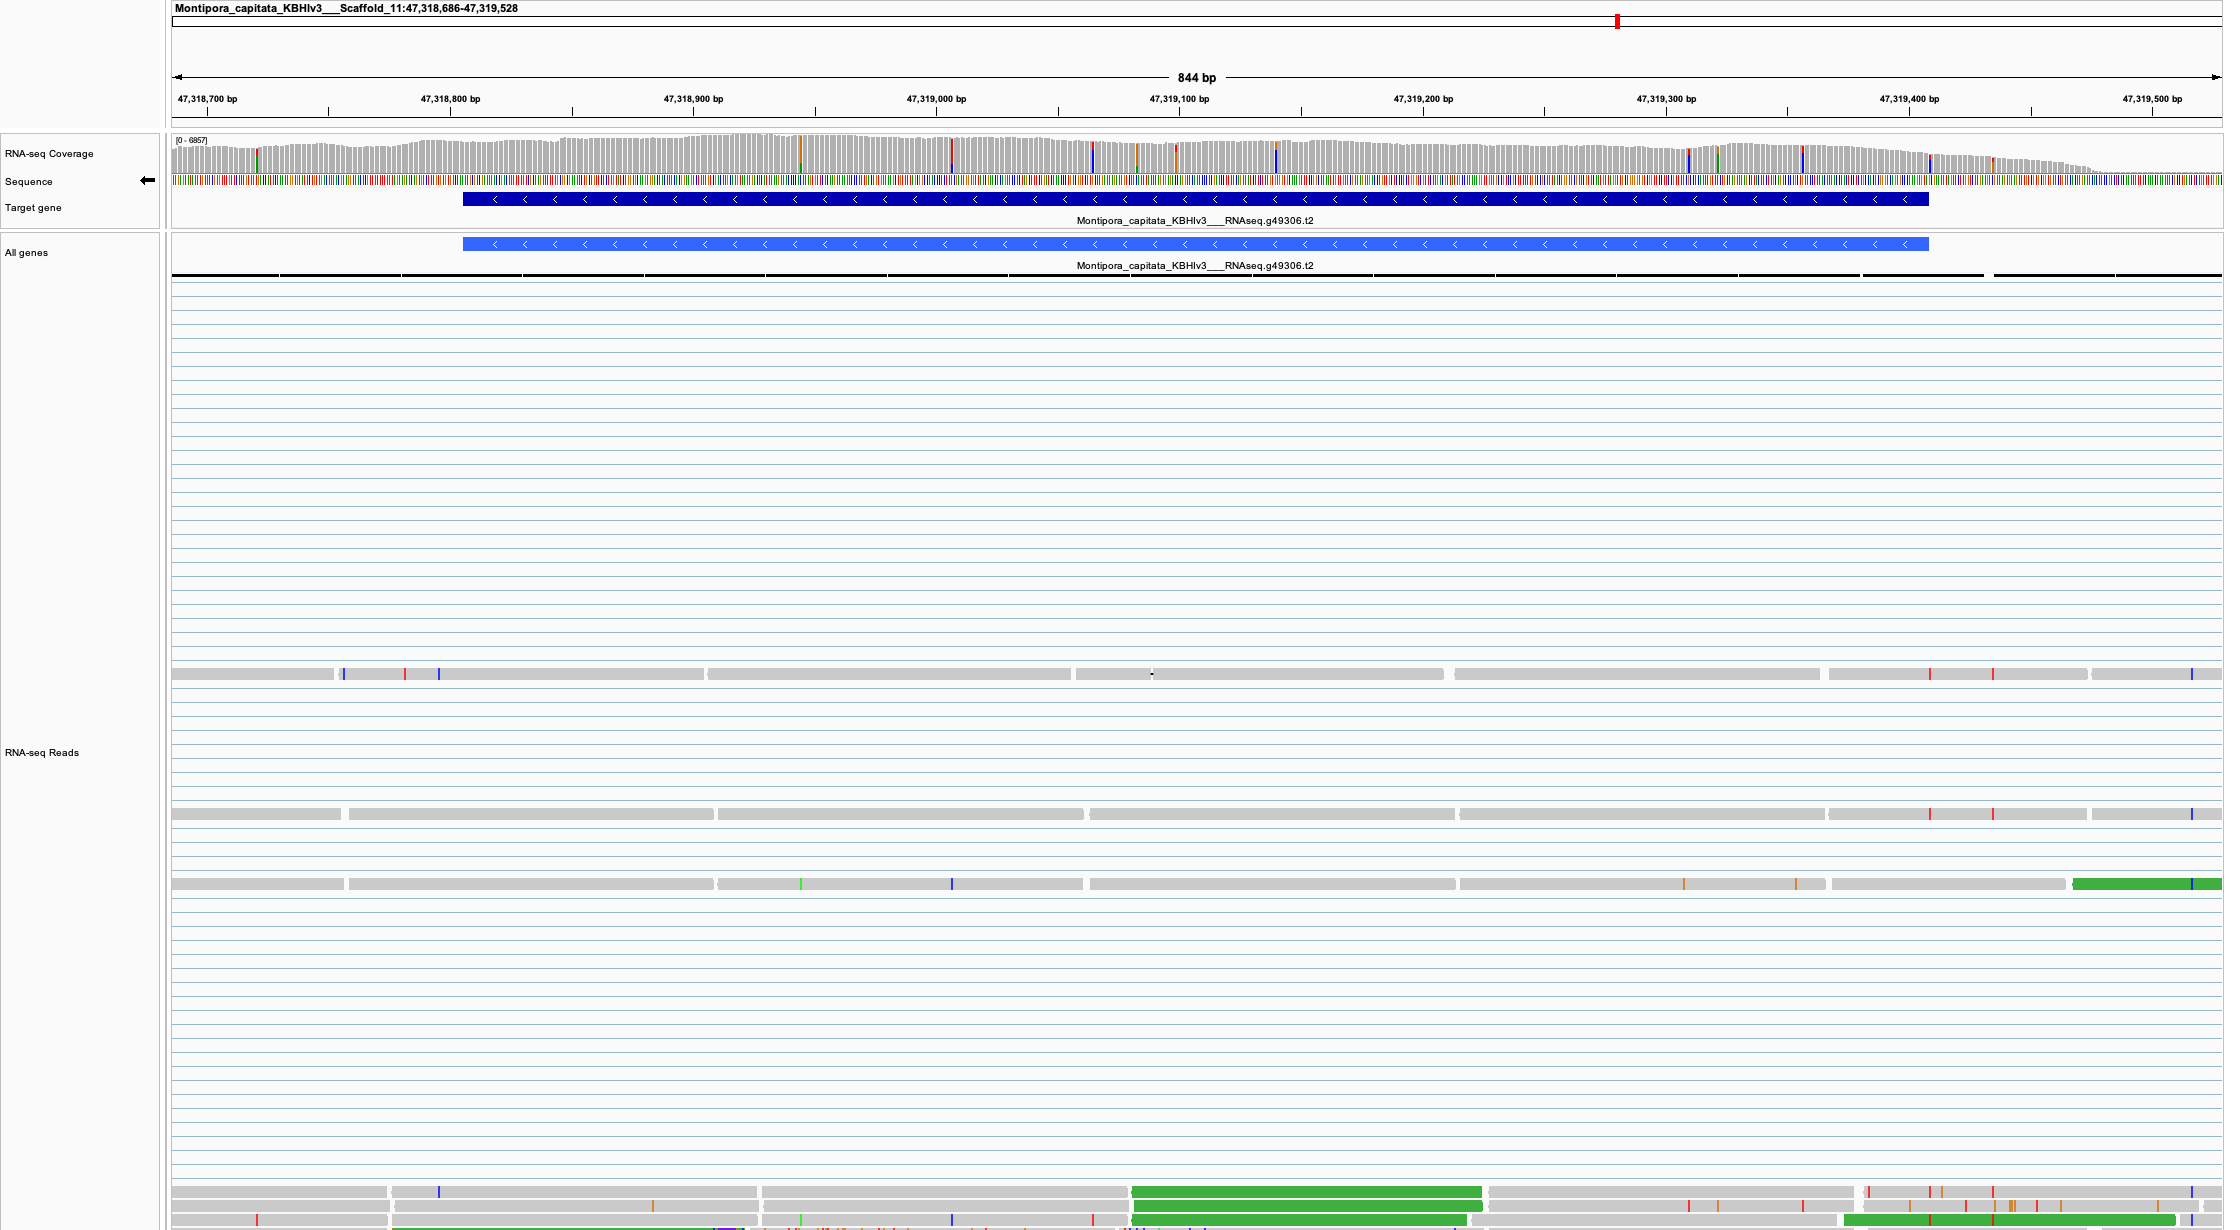 Montipora_capitata_KBHIv3___Scaffold_11:47,318,686-47,319,528
844 bp
47,318,700 bp
47,318,800 bp
47,318,900 bp
47,319,000 bp
47,319,100 bp
47,319,200 bp
47,319,300 bp
47,319,400 bp
47,319,500 bp
[0 - 6857]
RNA-seq Coverage
Sequence
Target gene
Montipora_capitata_KBHIv3___RNAseq.g49306.t2
All genes
Montipora_capitata_KBHIv3___RNAseq.g49306.t2
RNA-seq Reads